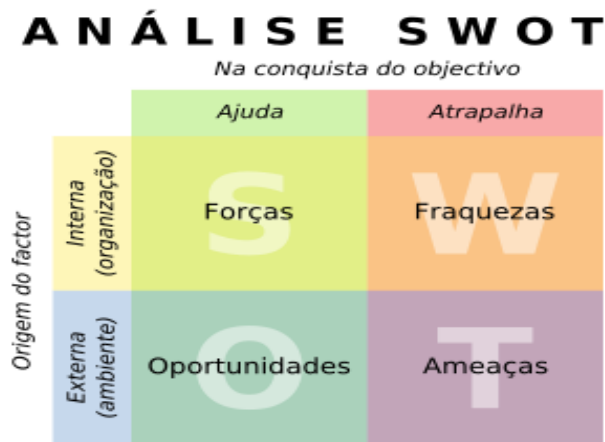 ANÁLISE SWOT
Na conquista do objectivo
Ajuda
Atrapalha
Origem do factor
Interna
(organização)
S
Forças
W
Fraquezas
Externa
(ambiente)
O
Oportunidades
T
Ameaças